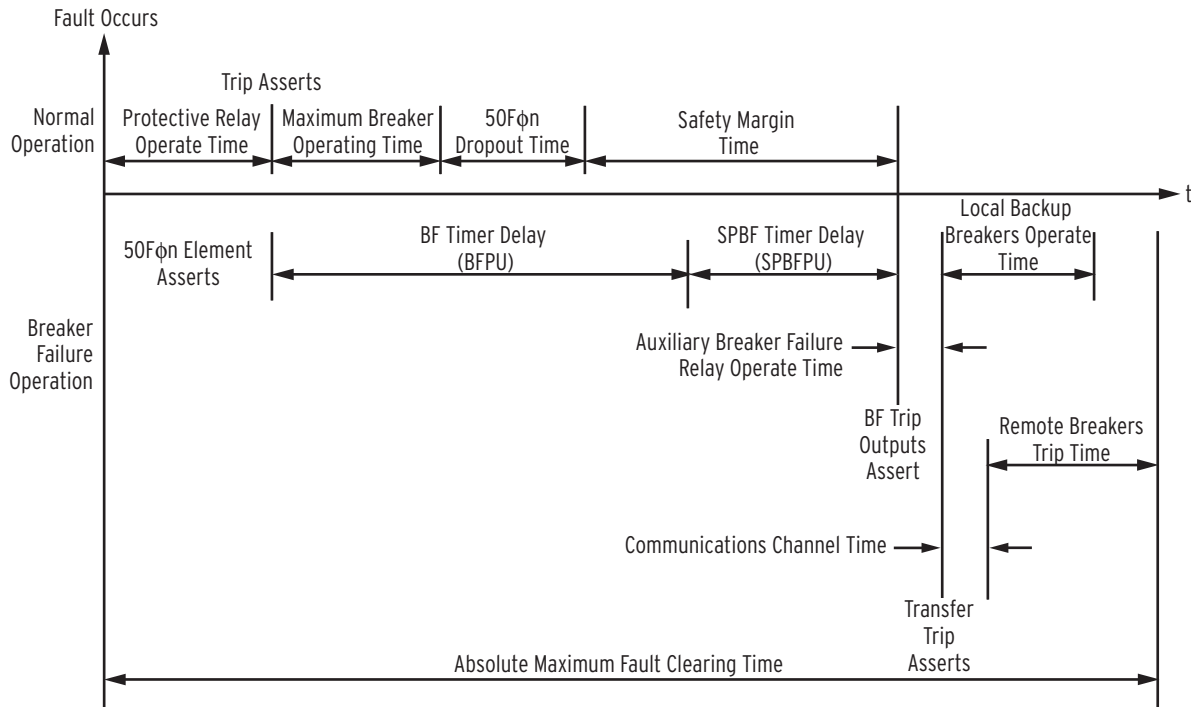 Fault Occurs
Trip Asserts
Normal
Operation
Protective Relay
Operate Time
Maximum Breaker
Operating Time
50Fϕn
Dropout Time
Safety Margin
Time
t
50Fϕn Element
Asserts
BF Timer Delay
(BFPU)
SPBF Timer Delay
(SPBFPU)
Local Backup
Breakers Operate
Time
Breaker
Failure
Operation
Auxiliary Breaker Failure
Relay Operate Time
BF Trip
Outputs
Assert
Remote Breakers
Trip Time
Communications Channel Time
Transfer
Trip
Asserts
Absolute Maximum Fault Clearing Time